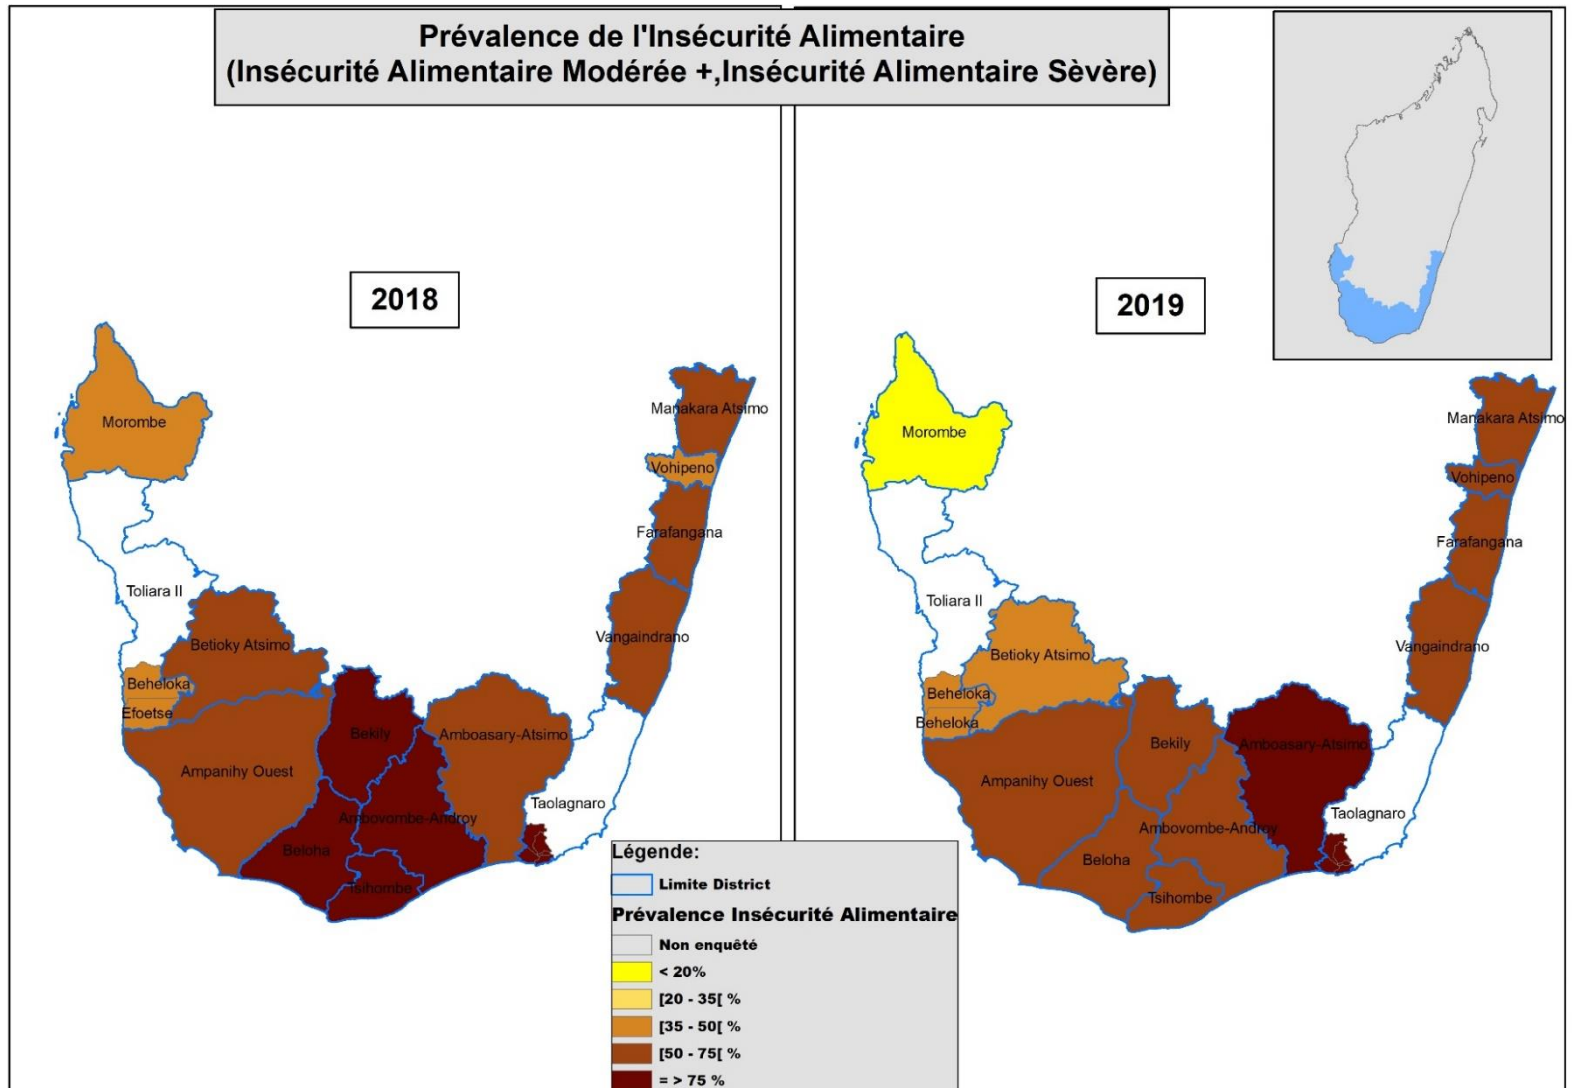 Prévalence de l'Insécurité Alimentaire
(Insécurité Alimentaire Modérée +,Insécurité Alimentaire Sèvère)
2018
Morombe
Manakara Atsimo
Vohipeno
Farafangana
Toliara II
Vangaindrano
Betioky Atsimo
Beheloka
Efoetse
Bekily
Amboasary-Atsimo
Ampanihy Ouest
Taolagnaro
Ambovombe-Androy
Beloha
Tsihombe
2019
Manakara Atsimo
Morombe
Vohipeno
Farafangana
Toliara II
Vangaindrano
Betioky Atsimo
Beheloka
Beheloka
Bekily
Amboasary-Atsimo
Ampanihy Ouest
Taolagnaro
Ambovombe-Androy
Beloha
Tsihombe
Légende:
Limite District
Prévalence Insécurité Alimentaire
Non enquêté
< 20%
[20 - 35[ %
[35 - 50[ %
[50 - 75[ %
= > 75 %